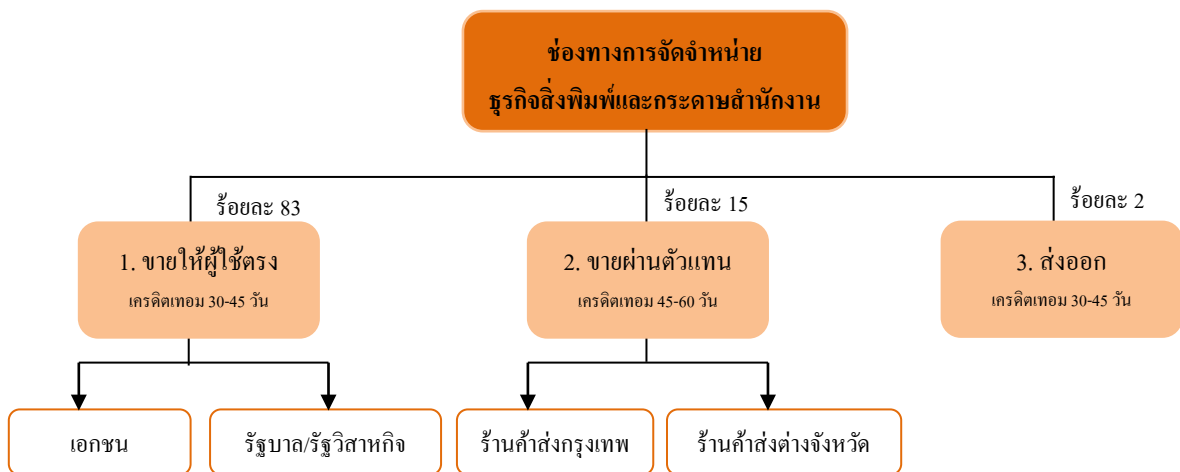 ช่องทางการจัดจำหน่าย
ธุรกิจสิ่งพิมพ์และกระดาษสำนักงาน
ร้อยละ 83
ร้อยละ 15
ร้อยละ 2
1. ขายให้ผู้ใช้ตรง
เครดิตเทอม 30-45 วัน
2. ขายผ่านตัวแทน
เครดิตเทอม 45-60 วัน
3. ส่งออก
เครดิตเทอม 30-45 วัน
เอกชน
รัฐบาล/รัฐวิสาหกิจ
ร้านค้าส่งกรุงเทพ
ร้านค้าส่งต่างจังหวัด